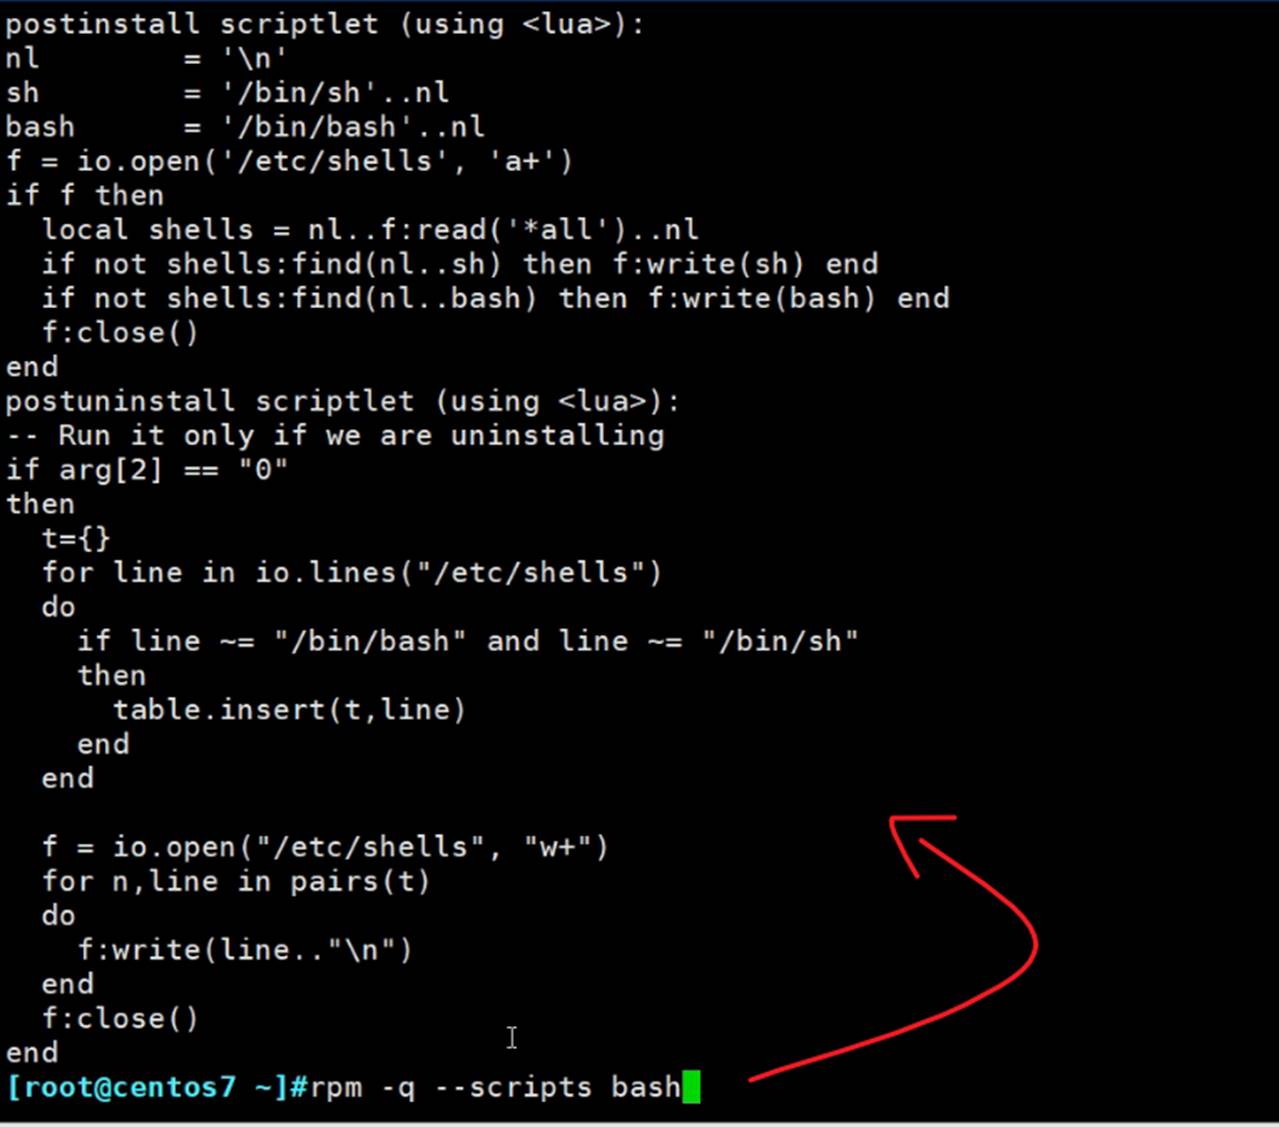 postinstall scriptlet (using <lua>):
nl        = '\n'
sh        = '/bin/sh'..nl
bash      = '/bin/bash'..nl
f = io.open('/etc/shells', 'a+')
if f then
  local shells = nl..f:read('*all')..nl
  if not shells:find(nl..sh) then f:write(sh) end
  if not shells:find(nl..bash) then f:write(bash) end
  f:close()
end
postuninstall scriptlet (using <lua>):
-- Run it only if we are uninstalling
if arg[2] == "0"
then
  t={}
  for line in io.lines("/etc/shells")
  do
    if line ~= "/bin/bash" and line ~= "/bin/sh"
    then
      table.insert(t,line)
    end
  end

  f = io.open("/etc/shells", "w+")
  for n,line in pairs(t)
  do
    f:write(line.."\n")
  end
  f:close()
end
[root@centos7 ~]#rpm -q --scripts bash